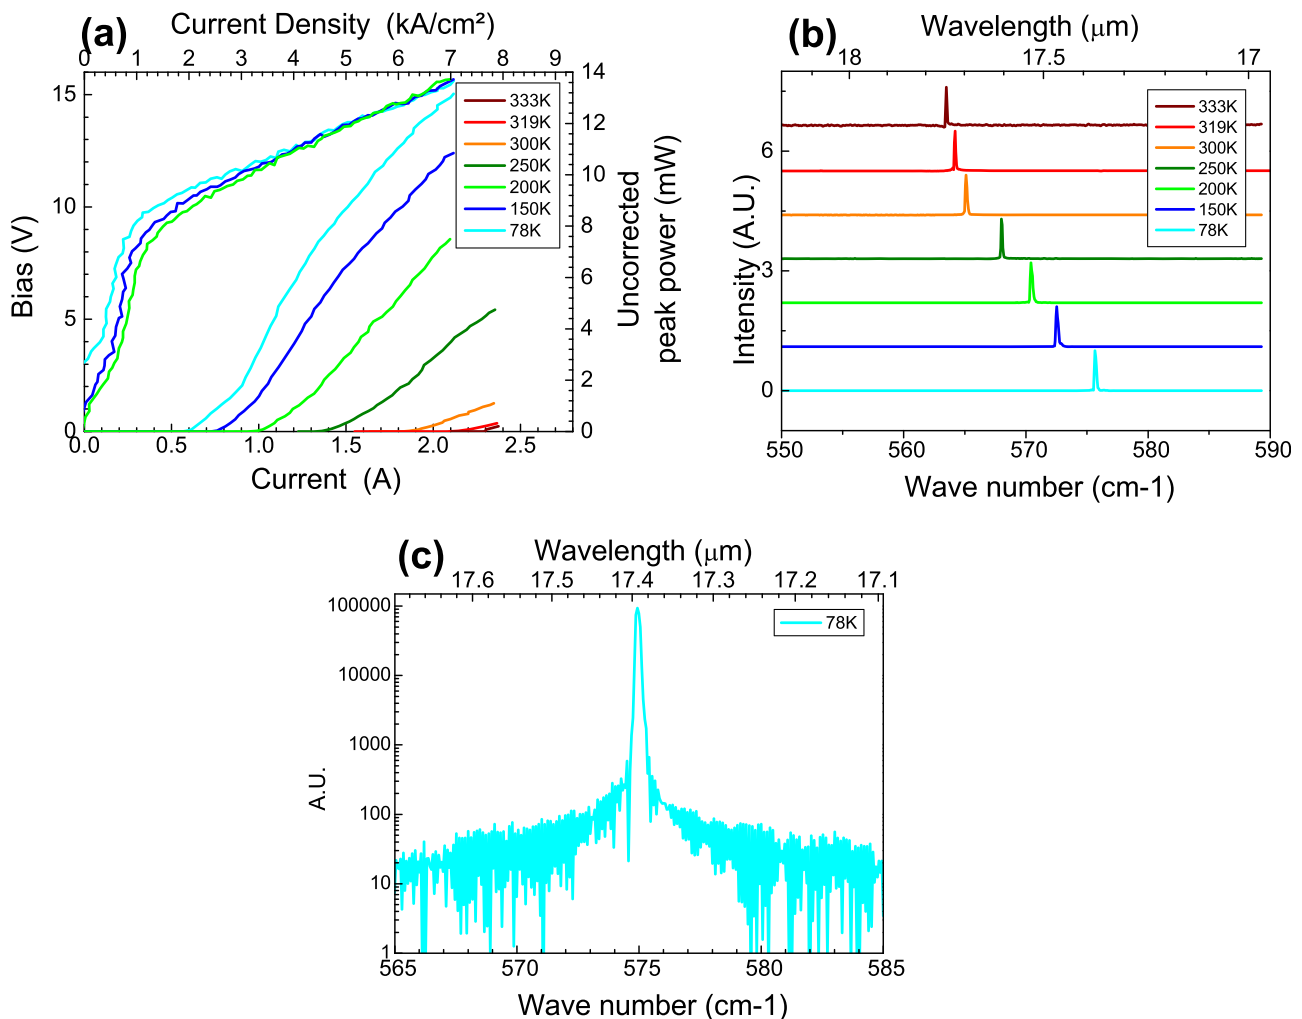 (a) Current Density (kA/cm²)
0 1 2 3 4 5 6 7 8 9
15
10
5
0
Bias (V)
0.0 0.5 1.0 1.5 2.0 2.5
Current (A)
14
12
10
8
6
4
2
0
Uncorrected
peak power (mW)
333K
319K
300K
250K
200K
150K
78K
(b) Wavelength (μm)
18 17.5 17
6
3
0
Intensity (A.U.)
333K
319K
300K
250K
200K
150K
78K
550 560 570 580 590
Wave number (cm-1)
(c) Wavelength (μm)
17.6 17.5 17.4 17.3 17.2 17.1
100000
10000
1000
100
10
1
A.U.
78K
565 570 575 580 585
Wave number (cm-1)